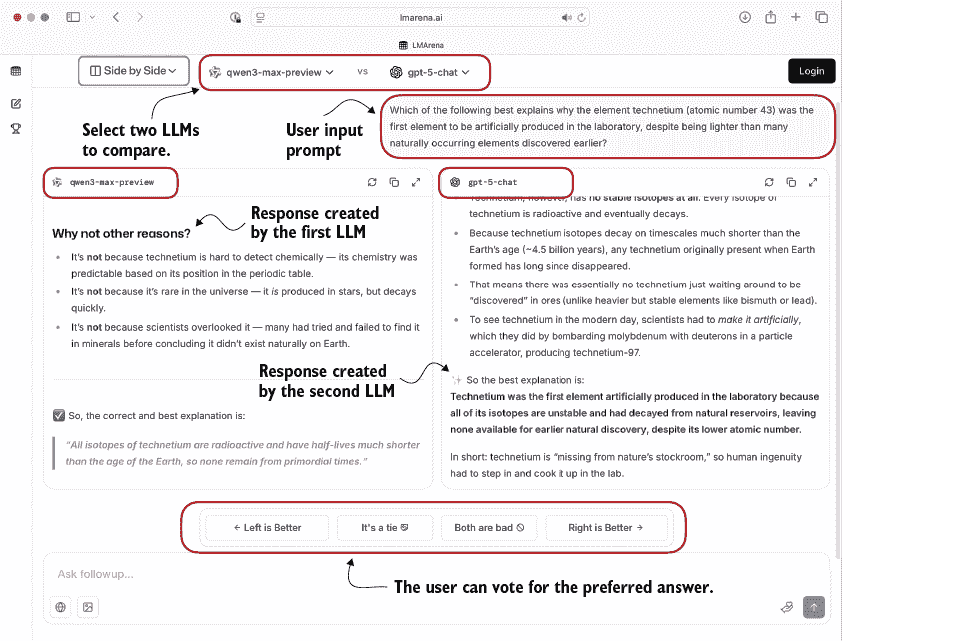 lmarena.ai
LMArena
Side by Side
qwen3-max-preview
vs
gpt-5-chat
Login
Select two LLMs
to compare.
User input
prompt
Which of the following best explains why the element technetium (atomic number 43) was the
first element to be artificially produced in the laboratory, despite being lighter than many
naturally occurring elements discovered earlier?
qwen3-max-preview
Response created
by the first LLM
Why not other reasons?
• It's not because technetium is hard to detect chemically — its chemistry was
predictable based on its position in the periodic table.
• It's not because it's rare in the universe — it is produced in stars, but decays
quickly.
• It's not because scientists overlooked it — many had tried and failed to find it
in minerals before concluding it didn't exist naturally on Earth.
So, the correct and best explanation is:
"All isotopes of technetium are radioactive and have half-lives much shorter
than the age of the Earth, so none remain from primordial times."
gpt-5-chat
Technetium, however, has no stable isotopes at all. Every isotope of
technetium is radioactive and eventually decays.
• Because technetium isotopes decay on timescales much shorter than the
Earth's age (~4.5 billion years), any technetium originally present when Earth
formed has long since disappeared.
• That means there was essentially no technetium just waiting around to be
"discovered" in ores (unlike heavier but stable elements like bismuth or lead).
• To see technetium in the modern day, scientists had to make it artificially,
which they did by bombarding molybdenum with deuterons in a particle
accelerator, producing technetium-97.
Response created
by the second LLM
So the best explanation is:
Technetium was the first element artificially produced in the laboratory because
all of its isotopes are unstable and had decayed from natural reservoirs, leaving
none available for earlier natural discovery, despite its lower atomic number.
In short: technetium is "missing from nature's stockroom," so human ingenuity
had to step in and cook it up in the lab.
← Left is Better
It's a tie
Both are bad
Right is Better →
Ask followup...
The user can vote for the preferred answer.